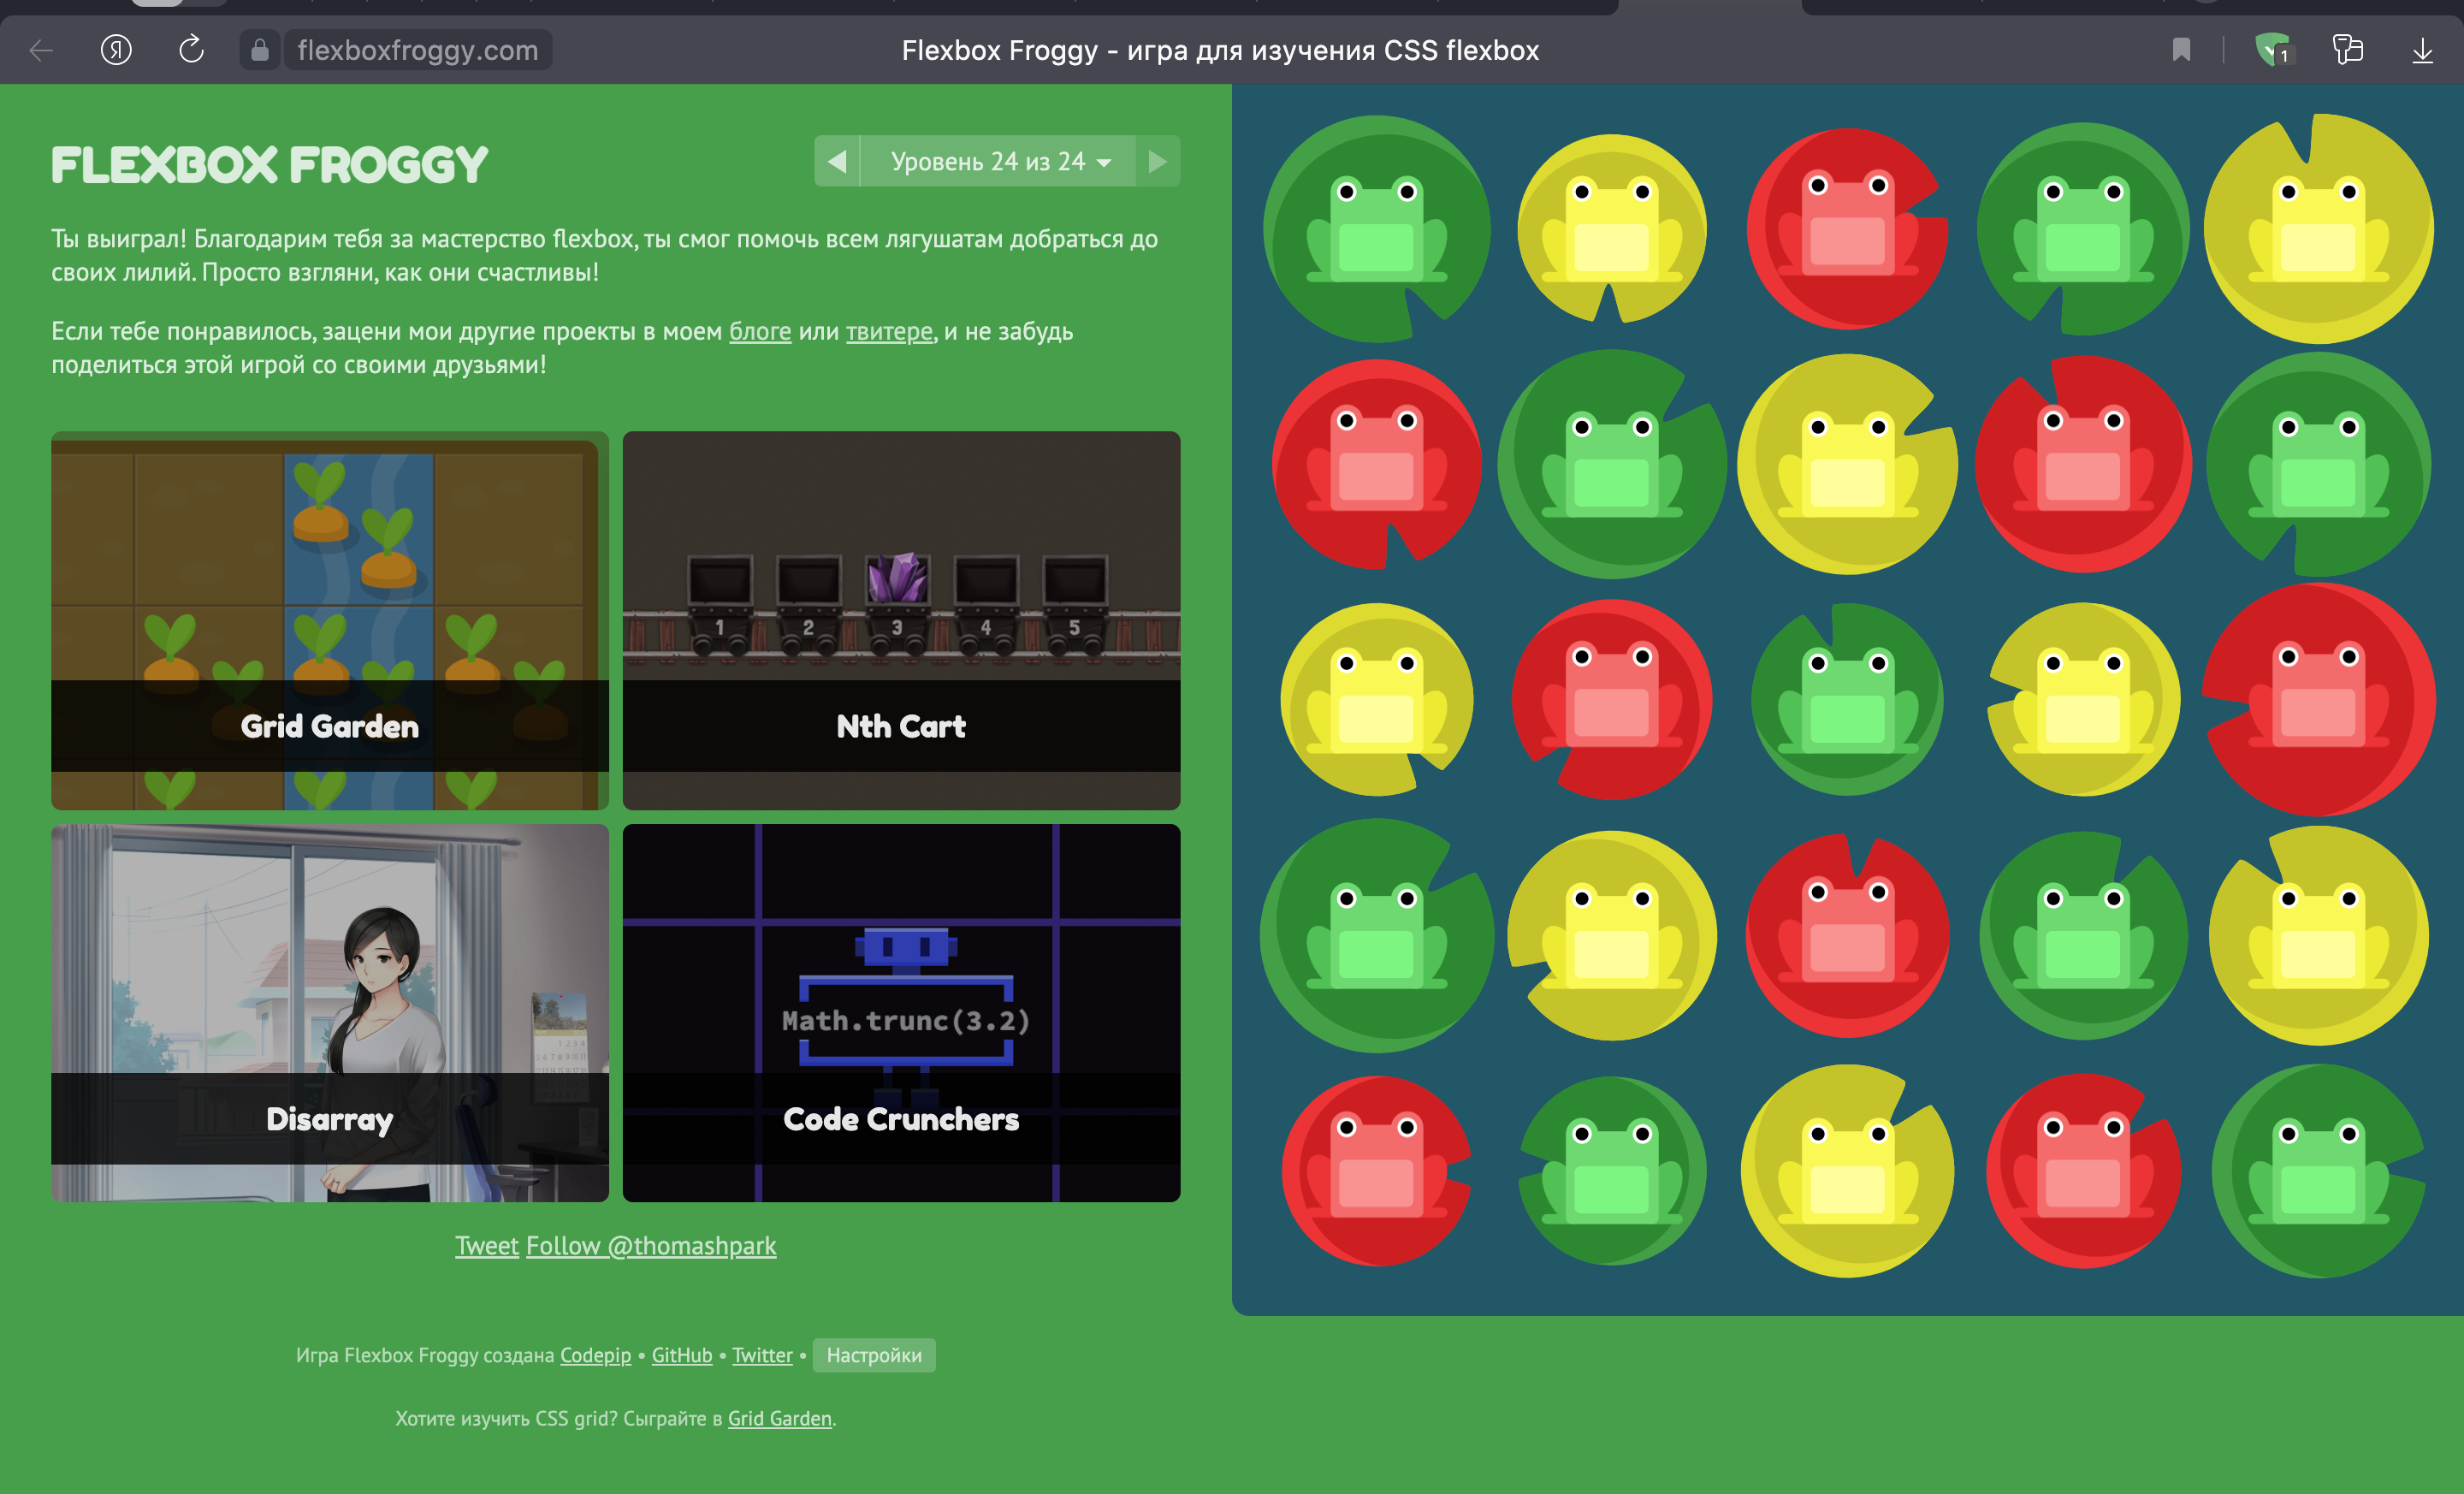 flexboxfroggy.com
Flexbox Froggy - игра для изучения CSS flexbox
1
FLEXBOX FROGGY
Уровень 24 из 24
Ты выиграл! Благодарим тебя за мастерство flexbox, ты смог помочь всем лягушатам добраться до
своих лилий. Просто взгляни, как они счастливы!
Если тебе понравилось, зацени мои другие проекты в моем блоге или твитере, и не забудь
поделиться этой игрой со своими друзьями!
Grid Garden
1 2 3 4 5
Nth Cart
Disarray
Math.trunc(3.2)
Code Crunchers
Tweet Follow @thomashpark
Игра Flexbox Froggy создана Codepip • GitHub • Twitter • Настройки
Хотите изучить CSS grid? Сыграйте в Grid Garden.